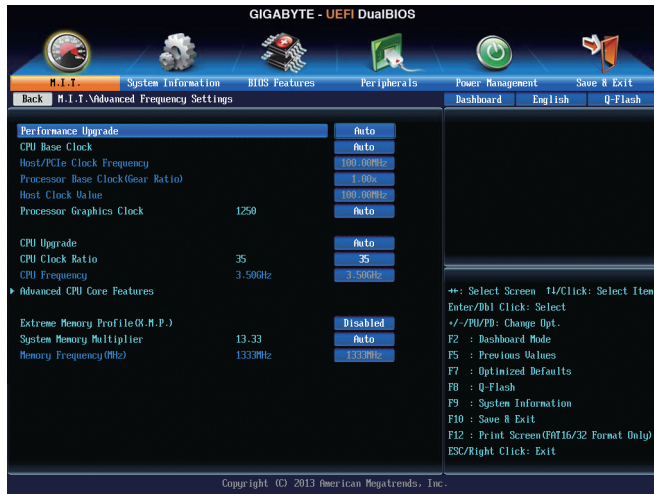 GIGABYTE - UEFI DualBIOS
M.I.T. System Information BIOS Features Peripherals Power Management Save & Exit
Back M.I.T.\Advanced Frequency Settings Dashboard English Q-Flash
Performance Upgrade Auto
CPU Base Clock Auto
Host/PCIe Clock Frequency 100.00MHz
Processor Base Clock(Gear Ratio) 1.00x
Host Clock Value 100.00MHz
Processor Graphics Clock 1250 Auto
CPU Upgrade Auto
CPU Clock Ratio 35 35
CPU Frequency 3.50GHz 3.50GHz
Advanced CPU Core Features
Extreme Memory Profile(X.M.P.) Disabled
System Memory Multiplier 13.33 Auto
Memory Frequency(MHz) 1333MHz 1333MHz
→←: Select Screen ↑↓/Click: Select Item
Enter/Dbl Click: Select
+/-/PU/PD: Change Opt.
F2 : Dashboard Mode
F5 : Previous Values
F7 : Optimized Defaults
F8 : Q-Flash
F9 : System Information
F10 : Save & Exit
F12 : Print Screen(FAT16/32 Format Only)
ESC/Right Click: Exit
Copyright (C) 2013 American Megatrends, Inc.